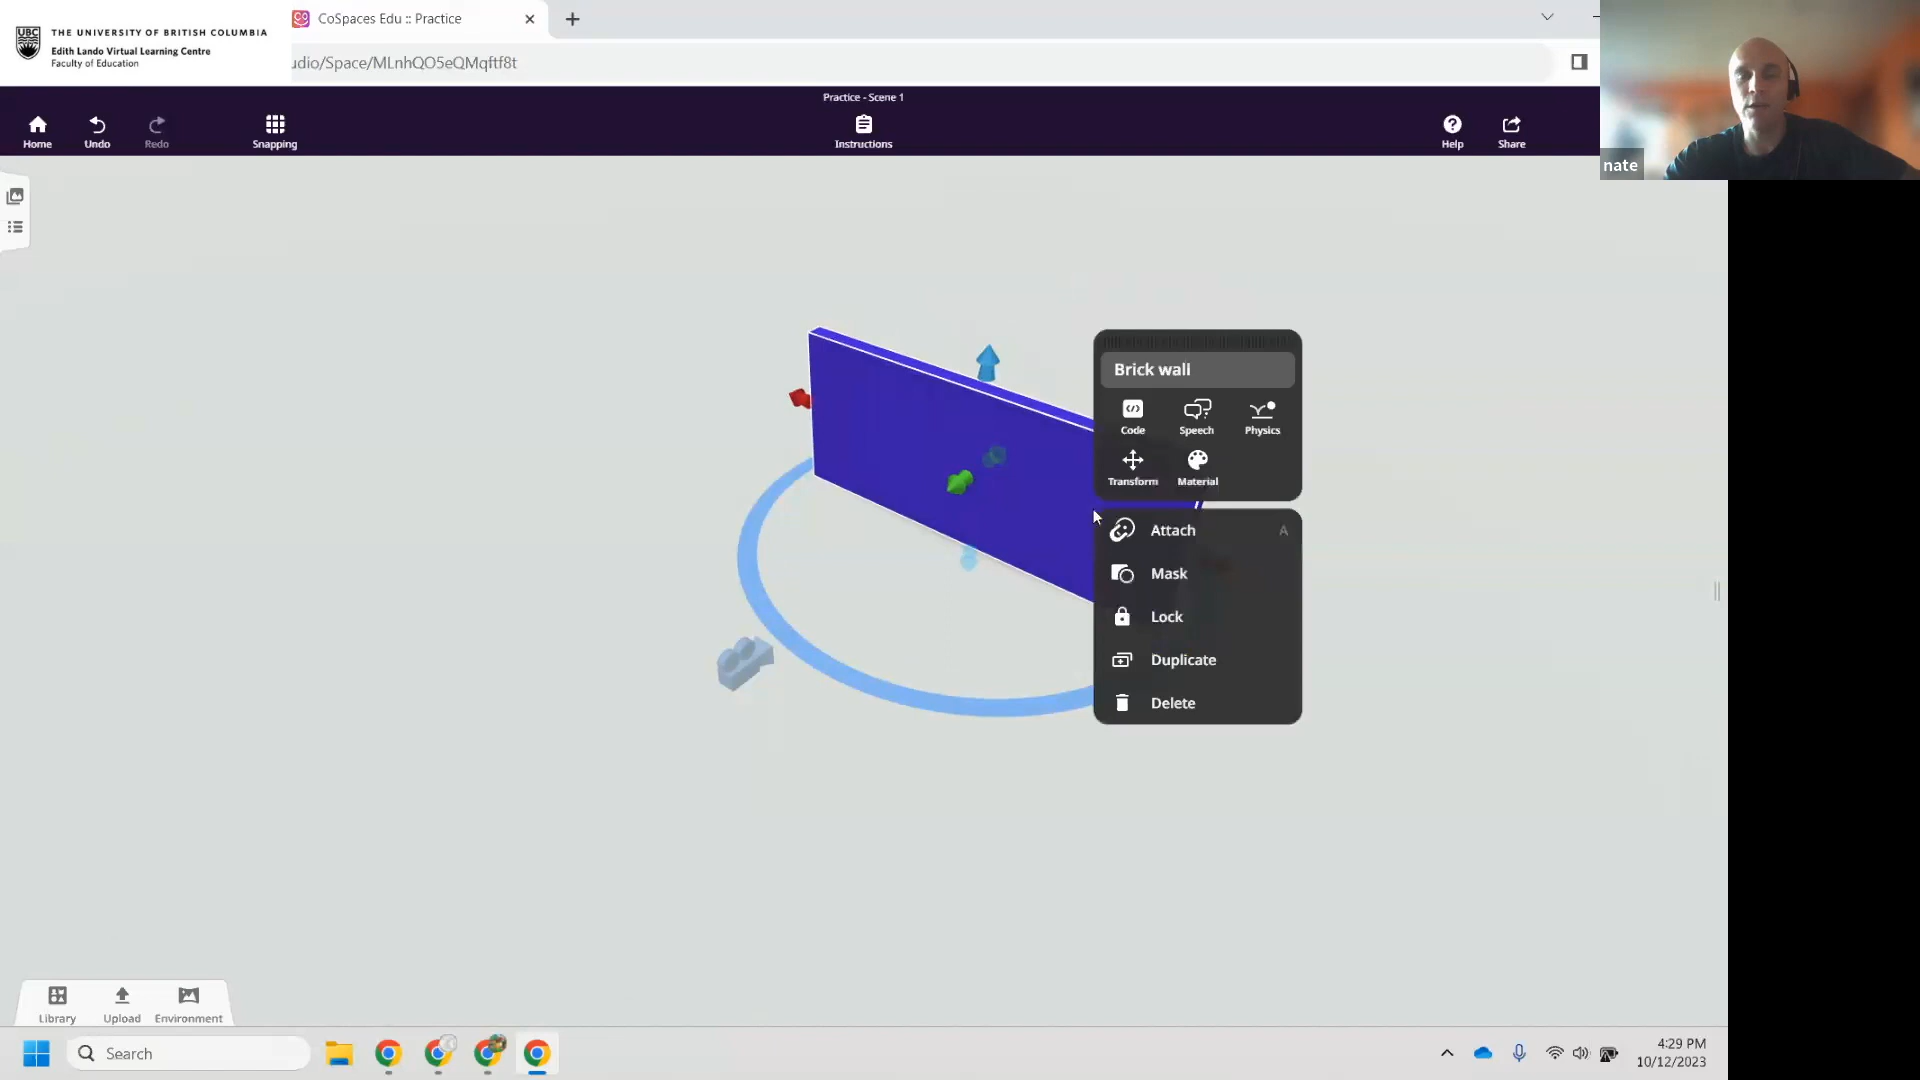 UBC
THE UNIVERSITY OF BRITISH COLUMBIA
Edith Lando Virtual Learning Centre
Faculty of Education
CoSpaces Edu :: Practice
udio/Space/MLnhQO5eQMqftf8t
nate
Practice - Scene 1
Home
Undo
Redo
Snapping
Instructions
Help
Share
Brick wall
Code
Speech
Physics
Transform
Material
Attach A
Mask
Lock
Duplicate
Delete
Library
Upload
Environment
Search
4:29 PM
10/12/2023